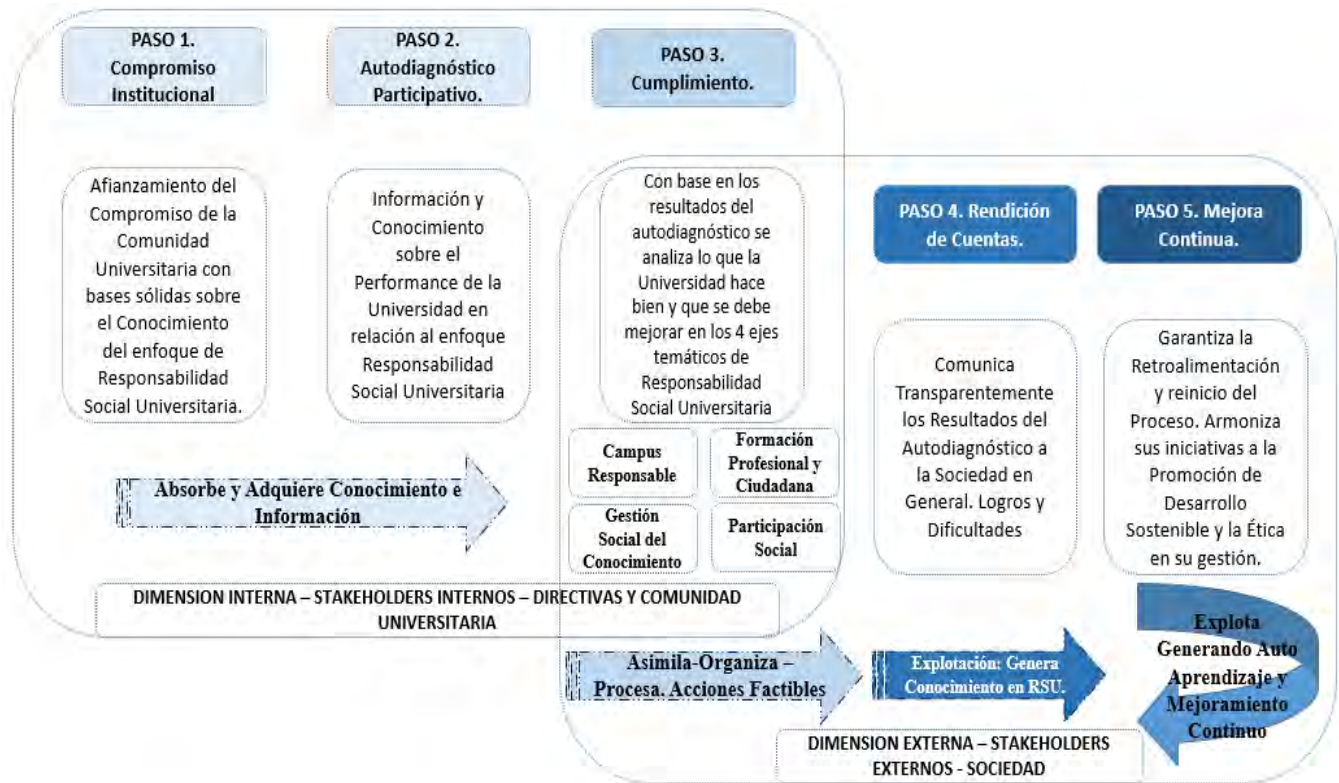 PASO 1.
Compromiso
Institucional
PASO 2.
Autodiagnóstico
Participativo.
PASO 3.
Cumplimiento.
Afianzamiento del
Compromiso de la
Comunidad
Universitaria con
bases sólidas sobre
el Conocimiento
del enfoque de
Responsabilidad
Social Universitaria.
Información y
Conocimiento
sobre el
Performance de la
Universidad en
relación al enfoque
Responsabilidad
Social Universitaria
Con base en los
resultados del
autodiagnóstico se
analiza lo que la
Universidad hace
bien y que se debe
mejorar en los 4 ejes
temáticos de
Responsabilidad
Social Universitaria
PASO 4. Rendición
de Cuentas.
PASO 5. Mejora
Continua.
Comunica
Transparentemente
los Resultados del
Autodiagnóstico a
la Sociedad en
General. Logros y
Dificultades
Garantiza la
Retroalimentación
y reinicio del
Proceso. Armoniza
sus iniciativas a la
Promoción de
Desarrollo
Sostenible y la Ética
en su gestión.
Campus
Responsable
Formación
Profesional y
Ciudadana
Gestión
Social del
Conocimiento
Participación
Social
Absorbe y Adquiere Conocimiento e
Información
DIMENSION INTERNA – STAKEHOLDERS INTERNOS – DIRECTIVAS Y COMUNIDAD
UNIVERSITARIA
Asimila-Organiza –
Procesa. Acciones Factibles
Explotación: Genera
Conocimiento en RSU.
Explota
Generando Auto
Aprendizaje y
Mejoramiento
Continuo
DIMENSION EXTERNA – STAKEHOLDERS
EXTERNOS - SOCIEDAD